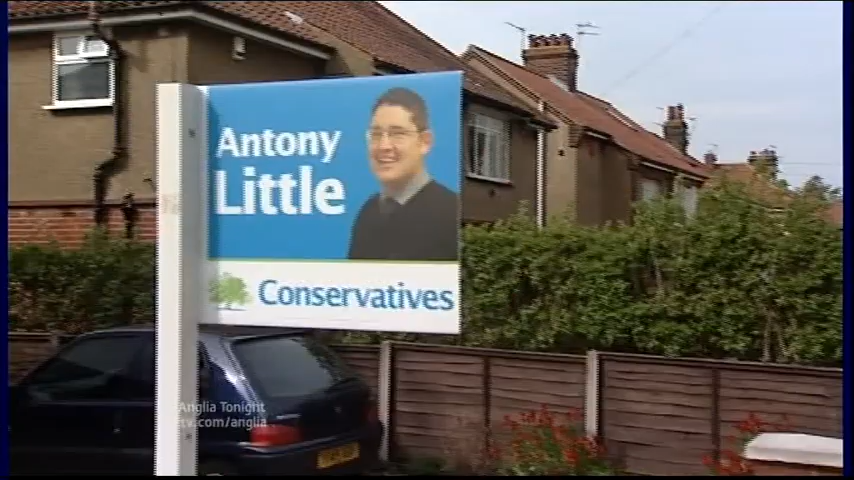 Antony
Little
Conservatives
Anglia Tonight
itv.com/anglia